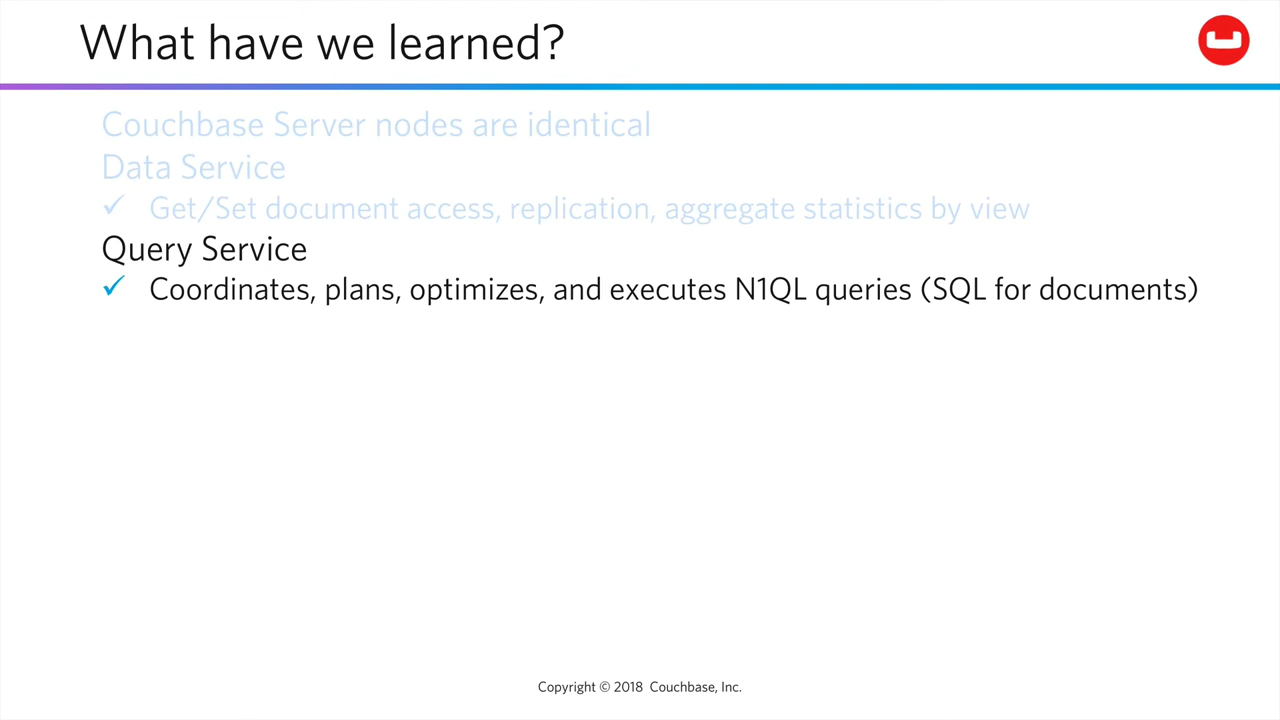 What have we learned?
Couchbase Server nodes are identical
Data Service
✓ Get/Set document access, replication, aggregate statistics by view
Query Service
✓ Coordinates, plans, optimizes, and executes N1QL queries (SQL for documents)
Copyright © 2018 Couchbase, Inc.